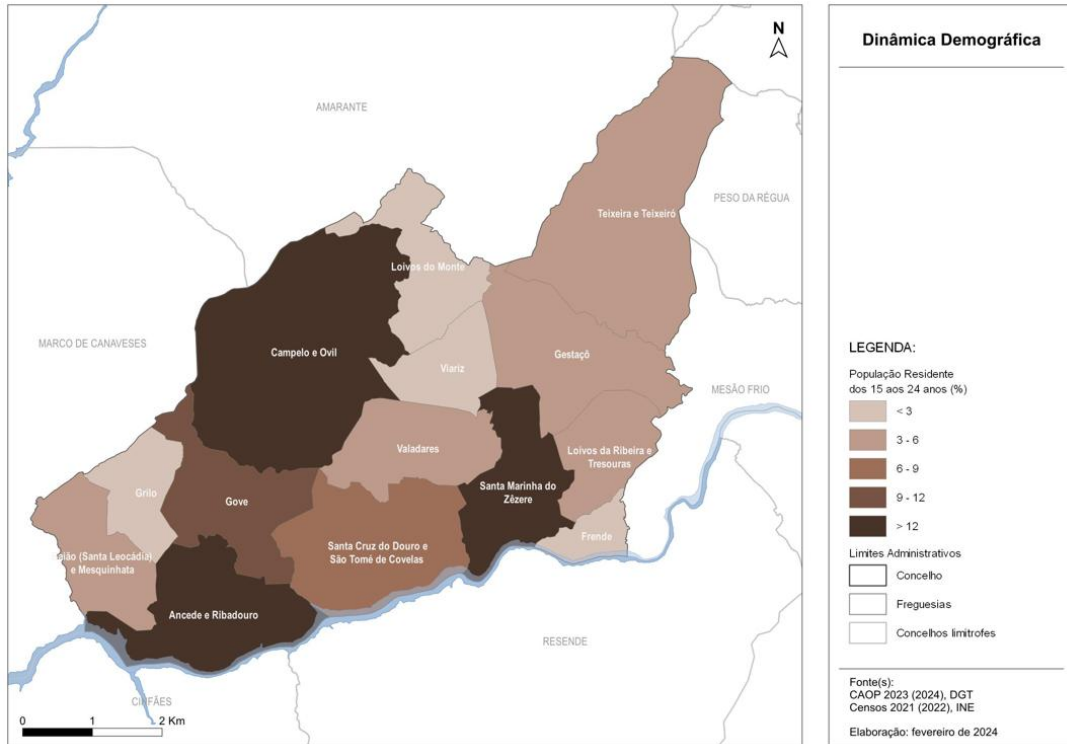 N
AMARANTE
PESO DA RÉGUA
Teixeira e Teixeiró
Loivos do Monte
MARCO DE CANAVESES
Campelo e Ovil
Gestaçô
Viariz
MESÃO FRIO
Valadares
Loivos da Ribeira e
Tresouras
Santa Marinha do
Zêzere
Grilo
Gove
Frende
Santa Cruz do Douro e
São Tomé de Covelas
aião (Santa Leocádia)
e Mesquinhata
Ancede e Ribadouro
RESENDE
CINFÃES
0 1 2 Km
Dinâmica Demográfica
LEGENDA:
População Residente
dos 15 aos 24 anos (%)
< 3
3 - 6
6 - 9
9 - 12
> 12
Limites Administrativos
Concelho
Freguesias
Concelhos limítrofes
Fonte(s):
CAOP 2023 (2024), DGT
Censos 2021 (2022), INE
Elaboração: fevereiro de 2024